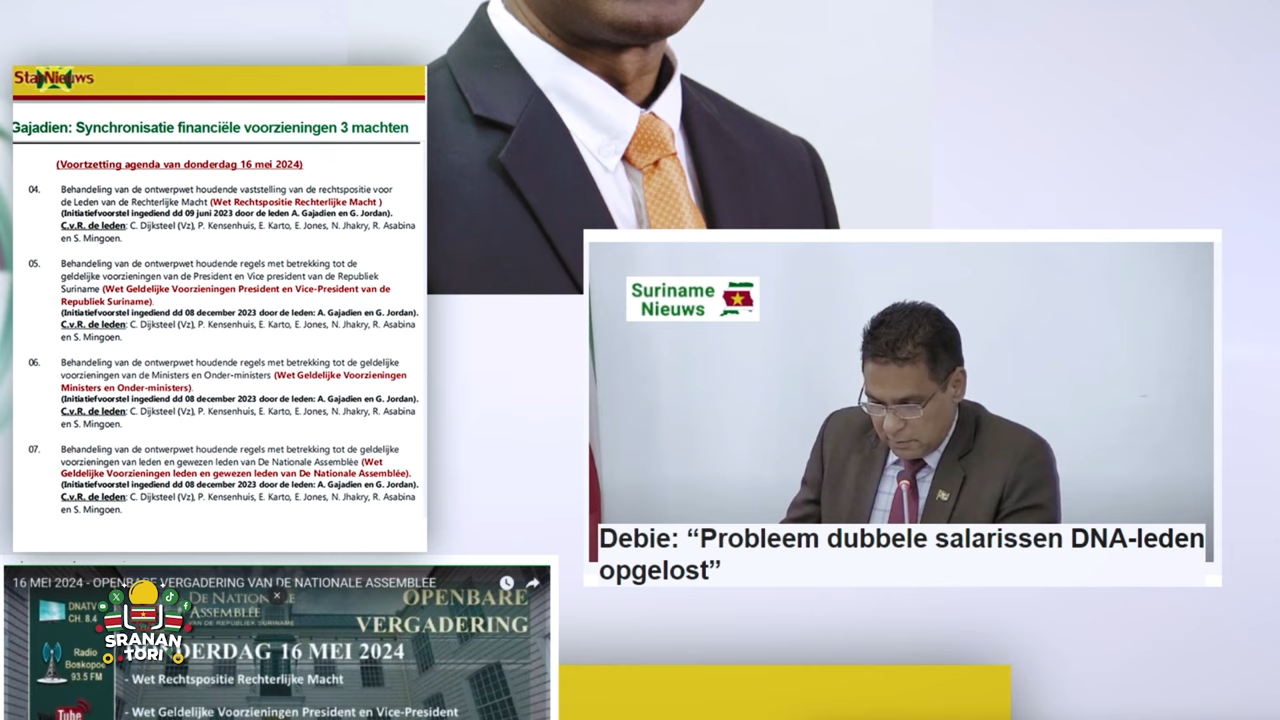 StarNieuws
Gajadien: Synchronisatie financiële voorzieningen 3 machten
(Voortzetting agenda van donderdag 16 mei 2024)
04. Behandeling van de ontwerpwet houdende vaststelling van de rechtspositie voor
de Leden van de Rechterlijke Macht (Wet Rechtspositie Rechterlijke Macht )
(Initiatiefvoorstel ingediend dd 09 juni 2023 door de leden A. Gajadien en G. Jordan).
C.v.R. de leden: C. Dijksteel (Vz), P. Kensenhuis, E. Karto, E. Jones, N. Jhakry, R. Asabina
en S. Mingoen.
05. Behandeling van de ontwerpwet houdende regels met betrekking tot de
geldelijke voorzieningen van de President en Vice president van de Republiek
Suriname (Wet Geldelijke Voorzieningen President en Vice-President van de
Republiek Suriname).
(Initiatiefvoorstel ingediend dd 08 december 2023 door de leden: A. Gajadien en G. Jordan).
C.v.R. de leden: C. Dijksteel (Vz), P. Kensenhuis, E. Karto, E. Jones, N. Jhakry, R. Asabina
en S. Mingoen.
06. Behandeling van de ontwerpwet houdende regels met betrekking tot de geldelijke
voorzieningen van de Ministers en Onder-ministers (Wet Geldelijke Voorzieningen
Ministers en Onder-ministers).
(Initiatiefvoorstel ingediend dd 08 december 2023 door de leden: A. Gajadien en G. Jordan).
C.v.R. de leden: C. Dijksteel (Vz), P. Kensenhuis, E. Karto, E. Jones, N. Jhakry, R. Asabina
en S. Mingoen.
07. Behandeling van de ontwerpwet houdende regels met betrekking tot de geldelijke
voorzieningen van leden en gewezen leden van De Nationale Assemblée (Wet
Geldelijke Voorzieningen leden en gewezen leden van De Nationale Assemblée).
(Initiatiefvoorstel ingediend dd 08 december 2023 door de leden: A. Gajadien en G. Jordan).
C.v.R. de leden: C. Dijksteel (Vz), P. Kensenhuis, E. Karto, E. Jones, N. Jhakry, R. Asabina
en S. Mingoen.
Suriname
Nieuws
Debie: “Probleem dubbele salarissen DNA-leden
opgelost”
16 MEI 2024 - OPENBARE VERGADERING VAN DE NATIONALE ASSEMBLEE
DNATV
CH. 8.4
DE NATIONALE
ASSEMBLÉE
VAN DE REPUBLIEK SURINAME
OPENBARE
VERGADERING
SRANAN
TORI
DERDAG 16 MEI 2024
Radio
93.5 FM
- Wet Rechtspositie Rechterlijke Macht
- Wet Geldelijke Voorzieningen President en Vice-President
Tube